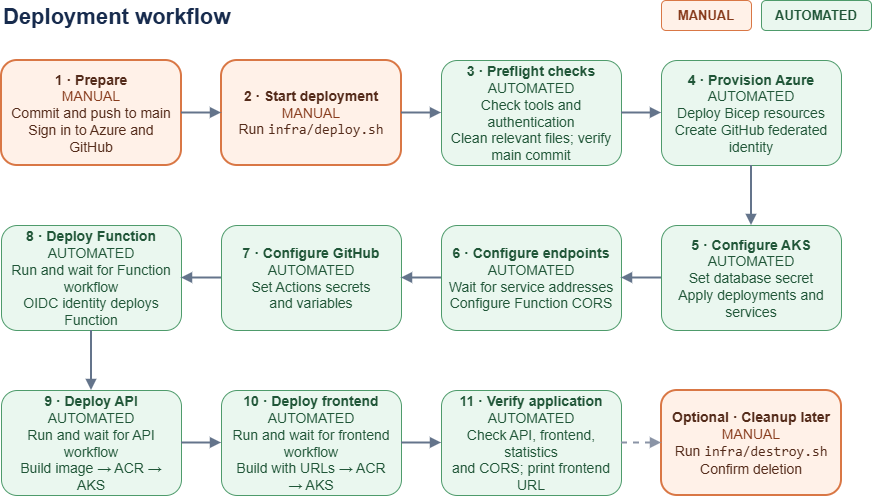 Deployment workflow
MANUAL
AUTOMATED
1 · Prepare
MANUAL
Commit and push to main
Sign in to Azure and
GitHub
2 · Start deployment
MANUAL
Run infra/deploy.sh
3 · Preflight checks
AUTOMATED
Check tools and
authentication
Clean relevant files; verify
main commit
4 · Provision Azure
AUTOMATED
Deploy Bicep resources
Create GitHub federated
identity
8 · Deploy Function
AUTOMATED
Run and wait for Function
workflow
OIDC identity deploys
Function
7 · Configure GitHub
AUTOMATED
Set Actions secrets
and variables
6 · Configure endpoints
AUTOMATED
Wait for service addresses
Configure Function CORS
5 · Configure AKS
AUTOMATED
Set database secret
Apply deployments and
services
9 · Deploy API
AUTOMATED
Run and wait for API
workflow
Build image → ACR →
AKS
10 · Deploy frontend
AUTOMATED
Run and wait for frontend
workflow
Build with URLs → ACR
→ AKS
11 · Verify application
AUTOMATED
Check API, frontend,
statistics
and CORS; print frontend
URL
Optional · Cleanup later
MANUAL
Run infra/destroy.sh
Confirm deletion